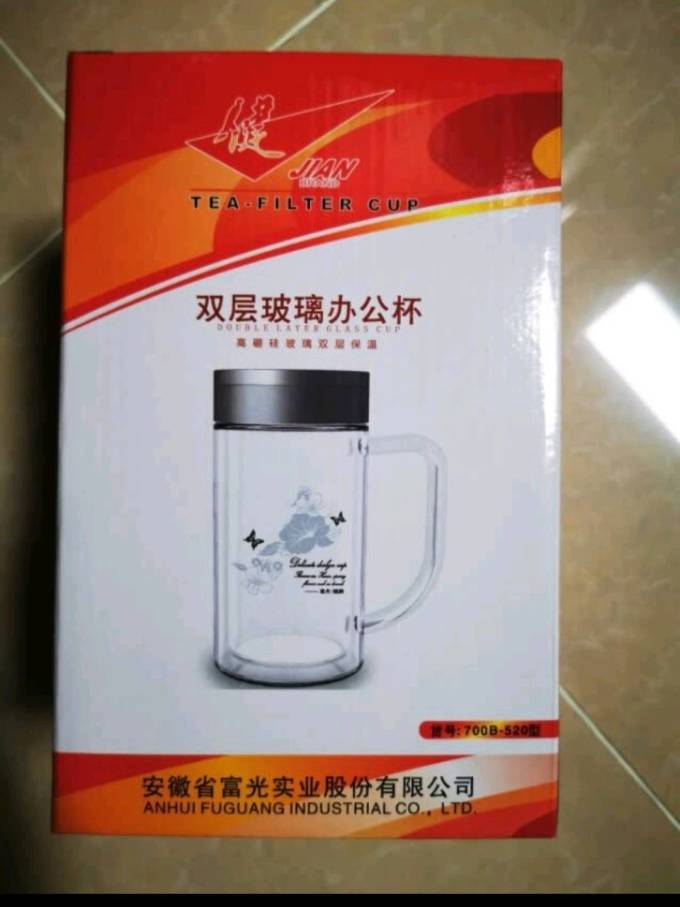 健
JIAN
BRAND
TEA-FILTER CUP
双层玻璃办公杯
DOUBLE LAYER GLASS CUP
高硼硅玻璃双层保温
货号:700B-520型
安徽省富光实业股份有限公司
ANHUI FUGUANG INDUSTRIAL CO., LTD.